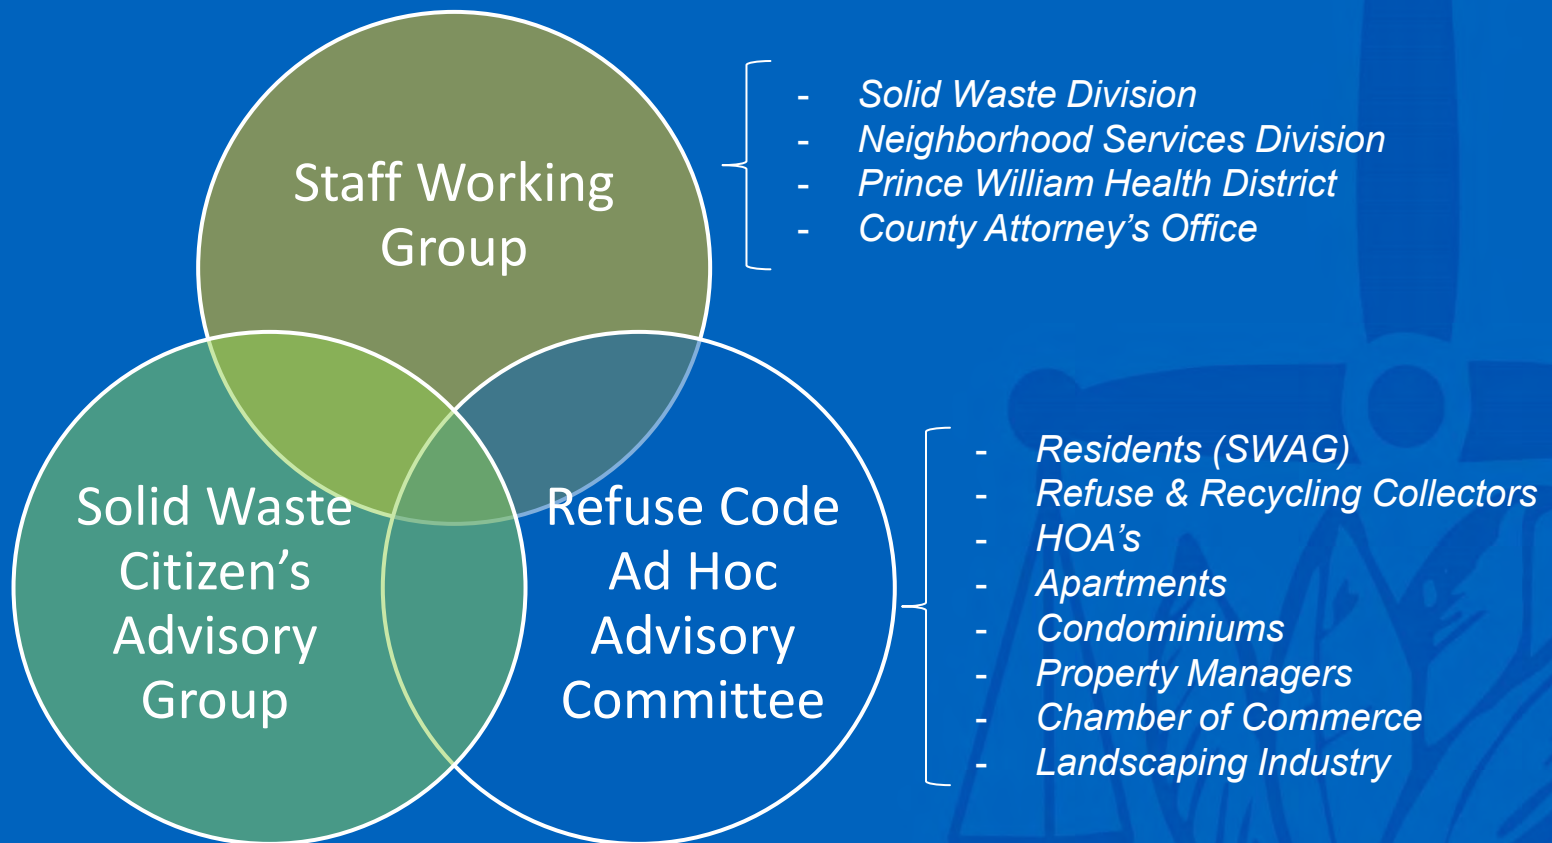 Staff Working
Group
- Solid Waste Division
- Neighborhood Services Division
- Prince William Health District
- County Attorney’s Office
Solid Waste
Citizen’s
Advisory
Group
Refuse Code
Ad Hoc
Advisory
Committee
- Residents (SWAG)
- Refuse & Recycling Collectors
- HOA’s
- Apartments
- Condominiums
- Property Managers
- Chamber of Commerce
- Landscaping Industry